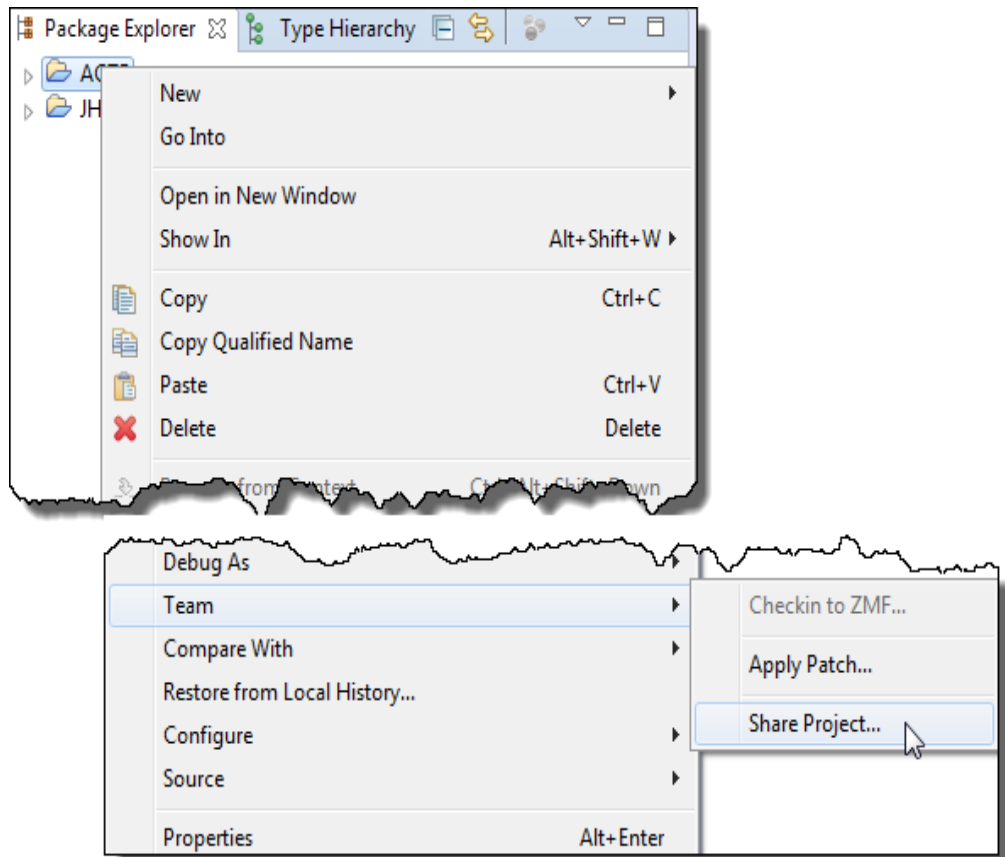 Package Explorer Type Hierarchy
New
JH
Go Into
Open in New Window
Show In Alt+Shift+W
Copy Ctrl+C
Copy Qualified Name
Paste Ctrl+V
Delete Delete
from
Debug As
Team
Checkin to ZMF...
Compare With
Apply Patch...
Restore from Local History...
Share Project...
Configure
Source
Properties Alt+Enter